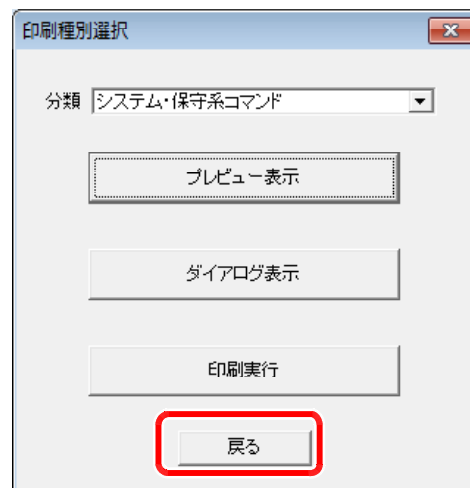 印刷種別選択
分類 システム・保守系コマンド
プレビュー表示
ダイアログ表示
印刷実行
戻る